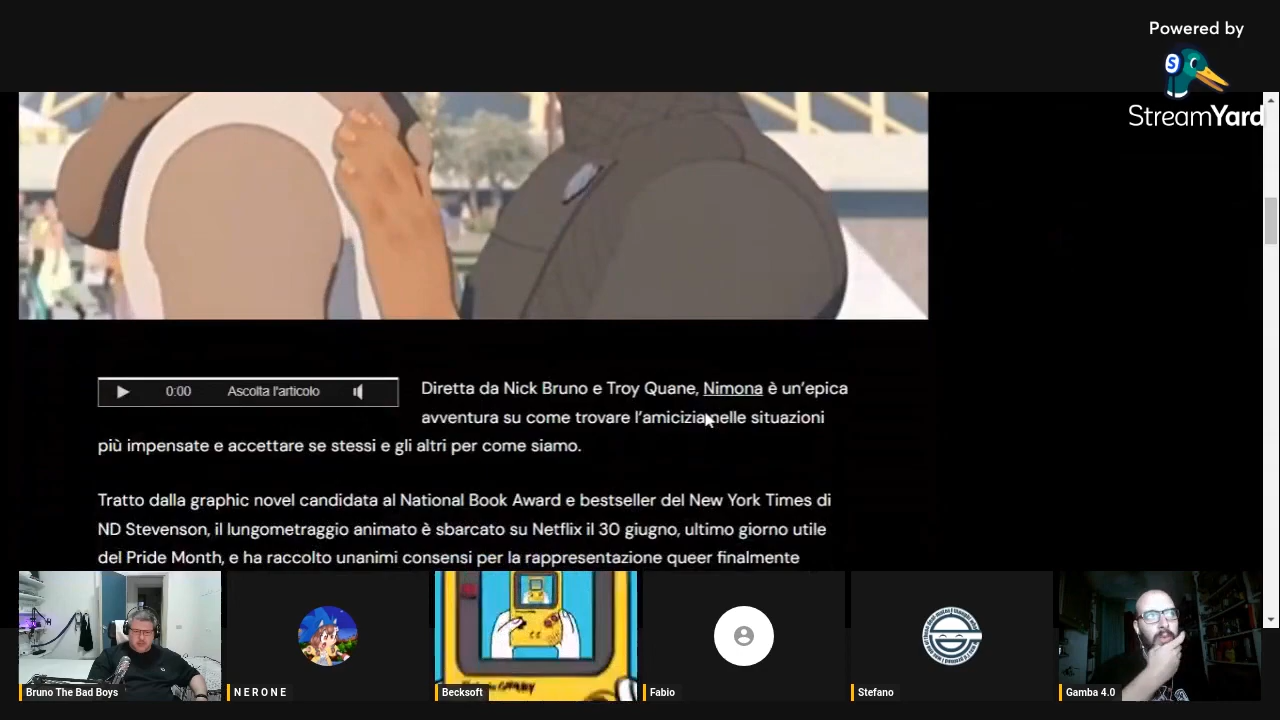 Powered by
StreamYard
0:00 Ascolta l'articolo
Diretta da Nick Bruno e Troy Quane, Nimona è un'epica
avventura su come trovare l'amicizia nelle situazioni
più impensate e accettare se stessi e gli altri per come siamo.
Tratto dalla graphic novel candidata al National Book Award e bestseller del New York Times di
ND Stevenson, il lungometraggio animato è sbarcato su Netflix il 30 giugno, ultimo giorno utile
del Pride Month, e ha raccolto unanimi consensi per la rappresentazione queer finalmente
Bruno The Bad Boys
N E R O N E
Becksoft
Fabio
Stefano
Gamba 4.0